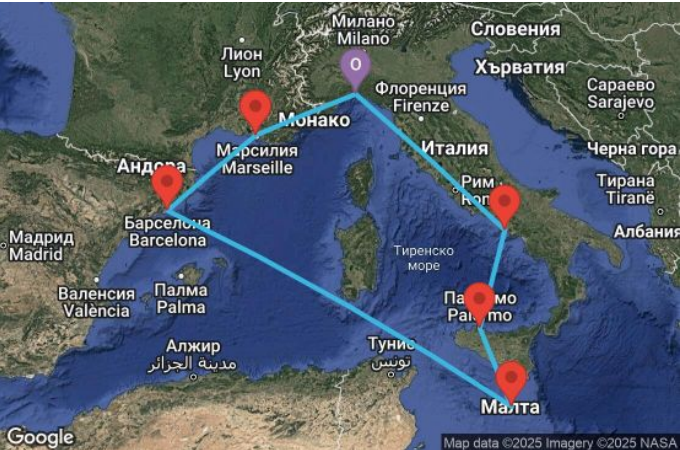 Милано
Milano
Словения
Лион
Lyon
О
Хърватия
Флоренция
Firenze
Сараево
Sarajevo
Монако
Марсилия
Marseille
Италия
Черна гора
Андора
Рим
Тирана
Tiranë
Барселона
Barcelona
Албания
Мадрид
Madrid
Тиренско
море
Палма
Palma
Валенсия
València
Palermo
Алжир
مدينة الجزائر
Тунис
تونس
Малта
Google
Map data ©2025 Imagery ©2025 NASA